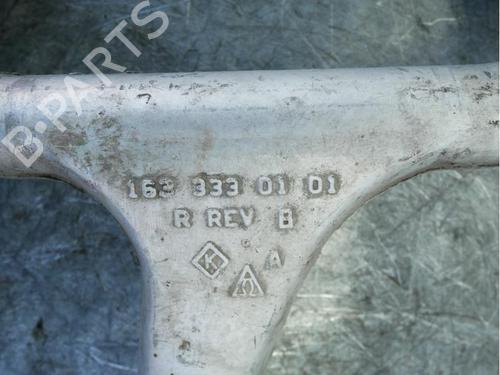 B-PARTS
163 333 01 01
R REV B
K
A
A